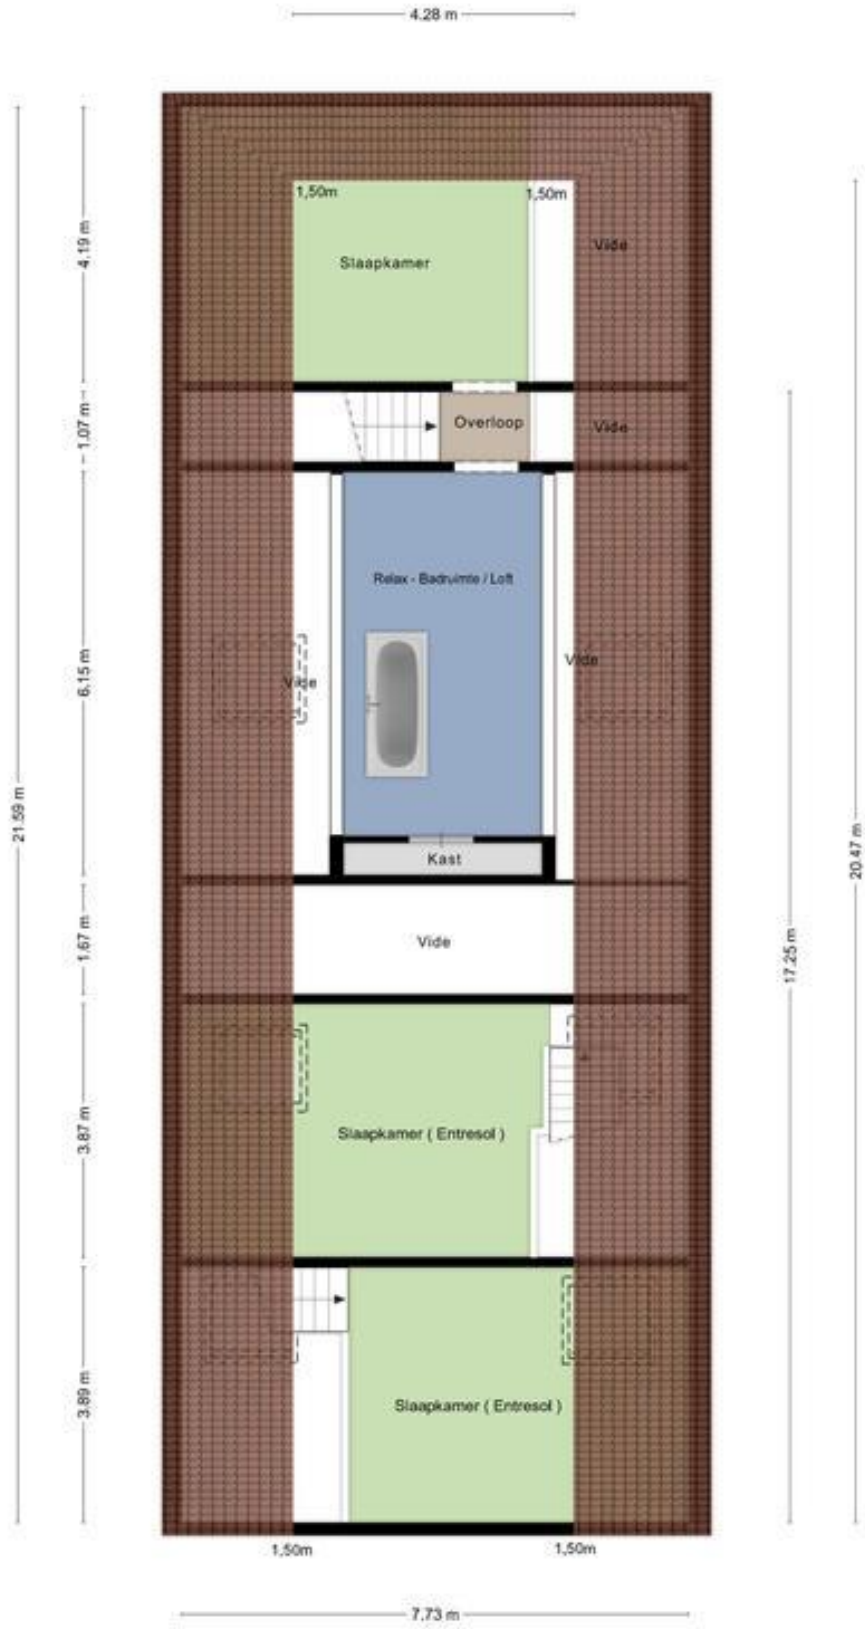 4.28 m
1,50m
1,50m
4.19 m
Slaapkamer
Vide
1.07 m
Overloop
Vide
Relax - Badruimte / Loft
6.15 m
Vide
Vide
21.59 m
20.47 m
Kast
1.67 m
Vide
17.25 m
3.87 m
Slaapkamer ( Entresol )
3.89 m
Slaapkamer ( Entresol )
1,50m
1,50m
7.73 m